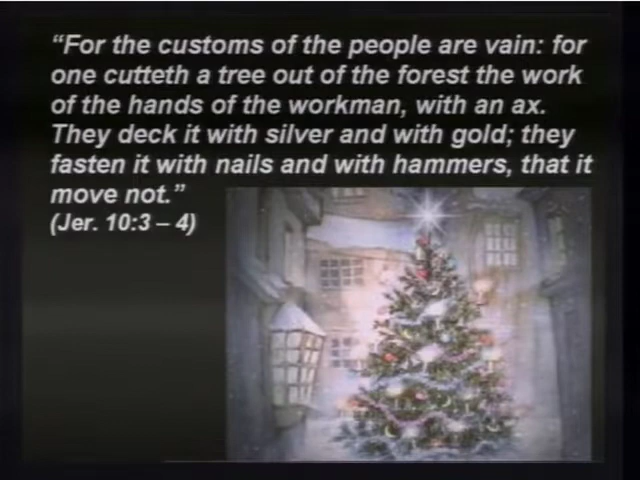 “For the customs of the people are vain: for
one cutteth a tree out of the forest the work
of the hands of the workman, with an ax.
They deck it with silver and with gold; they
fasten it with nails and with hammers, that it
move not.”
(Jer. 10:3 – 4)